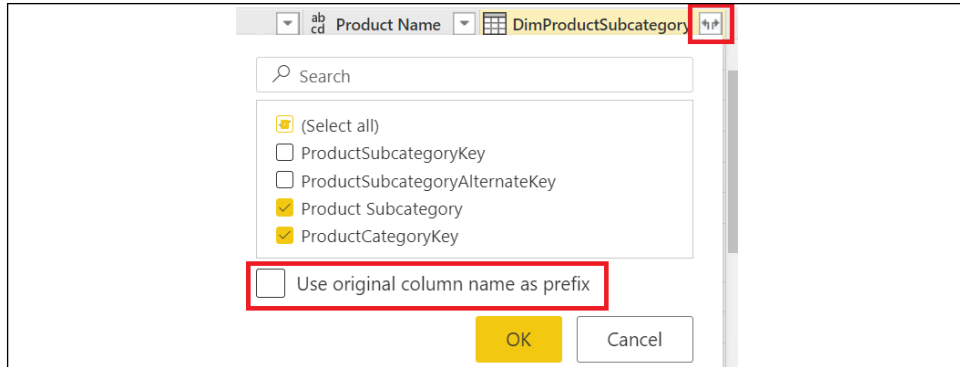 ab cd Product Name DimProductSubcategory
Search
(Select all)
ProductSubcategoryKey
ProductSubcategoryAlternateKey
Product Subcategory
ProductCategoryKey
Use original column name as prefix
OK Cancel